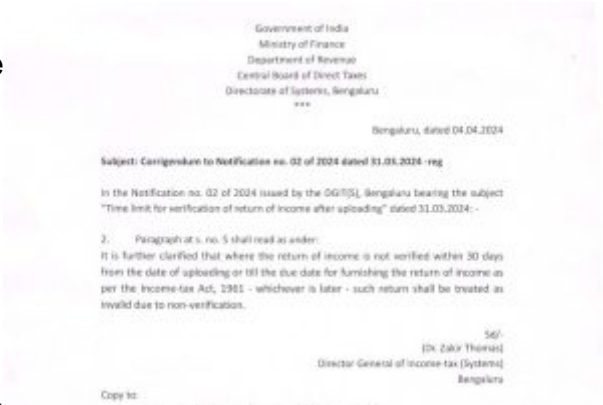 Government of India
Ministry of Finance
Department of Revenue
Central Board of Direct Taxes
Directorate of Systems, Bengaluru
***
Bengaluru, dated 04.04.2024
Subject: Corrigendum to Notification no. 02 of 2024 dated 31.03.2024 -reg
In the Notification no. 02 of 2024 issued by the DGIT(S), Bengaluru bearing the subject
"Time limit for verification of return of income after uploading" dated 31.03.2024: -
2. Paragraph at s. no. 5 shall read as under:
It is further clarified that where the return of income is not verified within 30 days
from the date of uploading or till the due date for furnishing the return of income as
per the Income-tax Act, 1961 - whichever is later - such return shall be treated as
invalid due to non-verification.
Sd/-
(Dr. Zakir Thomas)
Director General of Income-tax (Systems)
Bengaluru
Copy to: